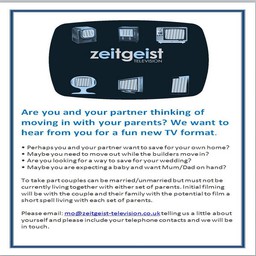 zeitgeist
TELEVISION
Are you and your partner thinking of
moving in with your parents? We want to
hear from you for a fun new TV format.
• Perhaps you and your partner want to save for your own home?
• Maybe you need to move out while the builders move in?
• Are you looking for a way to save for your wedding?
• Maybe you are expecting a baby and want Mum/Dad on hand?
To take part couples can be married/unmarried but must not be
currently living together with either set of parents. Initial filming
will be with the couple and their family with the potential to film a
short spell living with each set of parents.
Please email: mo@zeitgeist-television.co.uk telling us a little about
yourself and please include your telephone contacts and we will be
in touch.